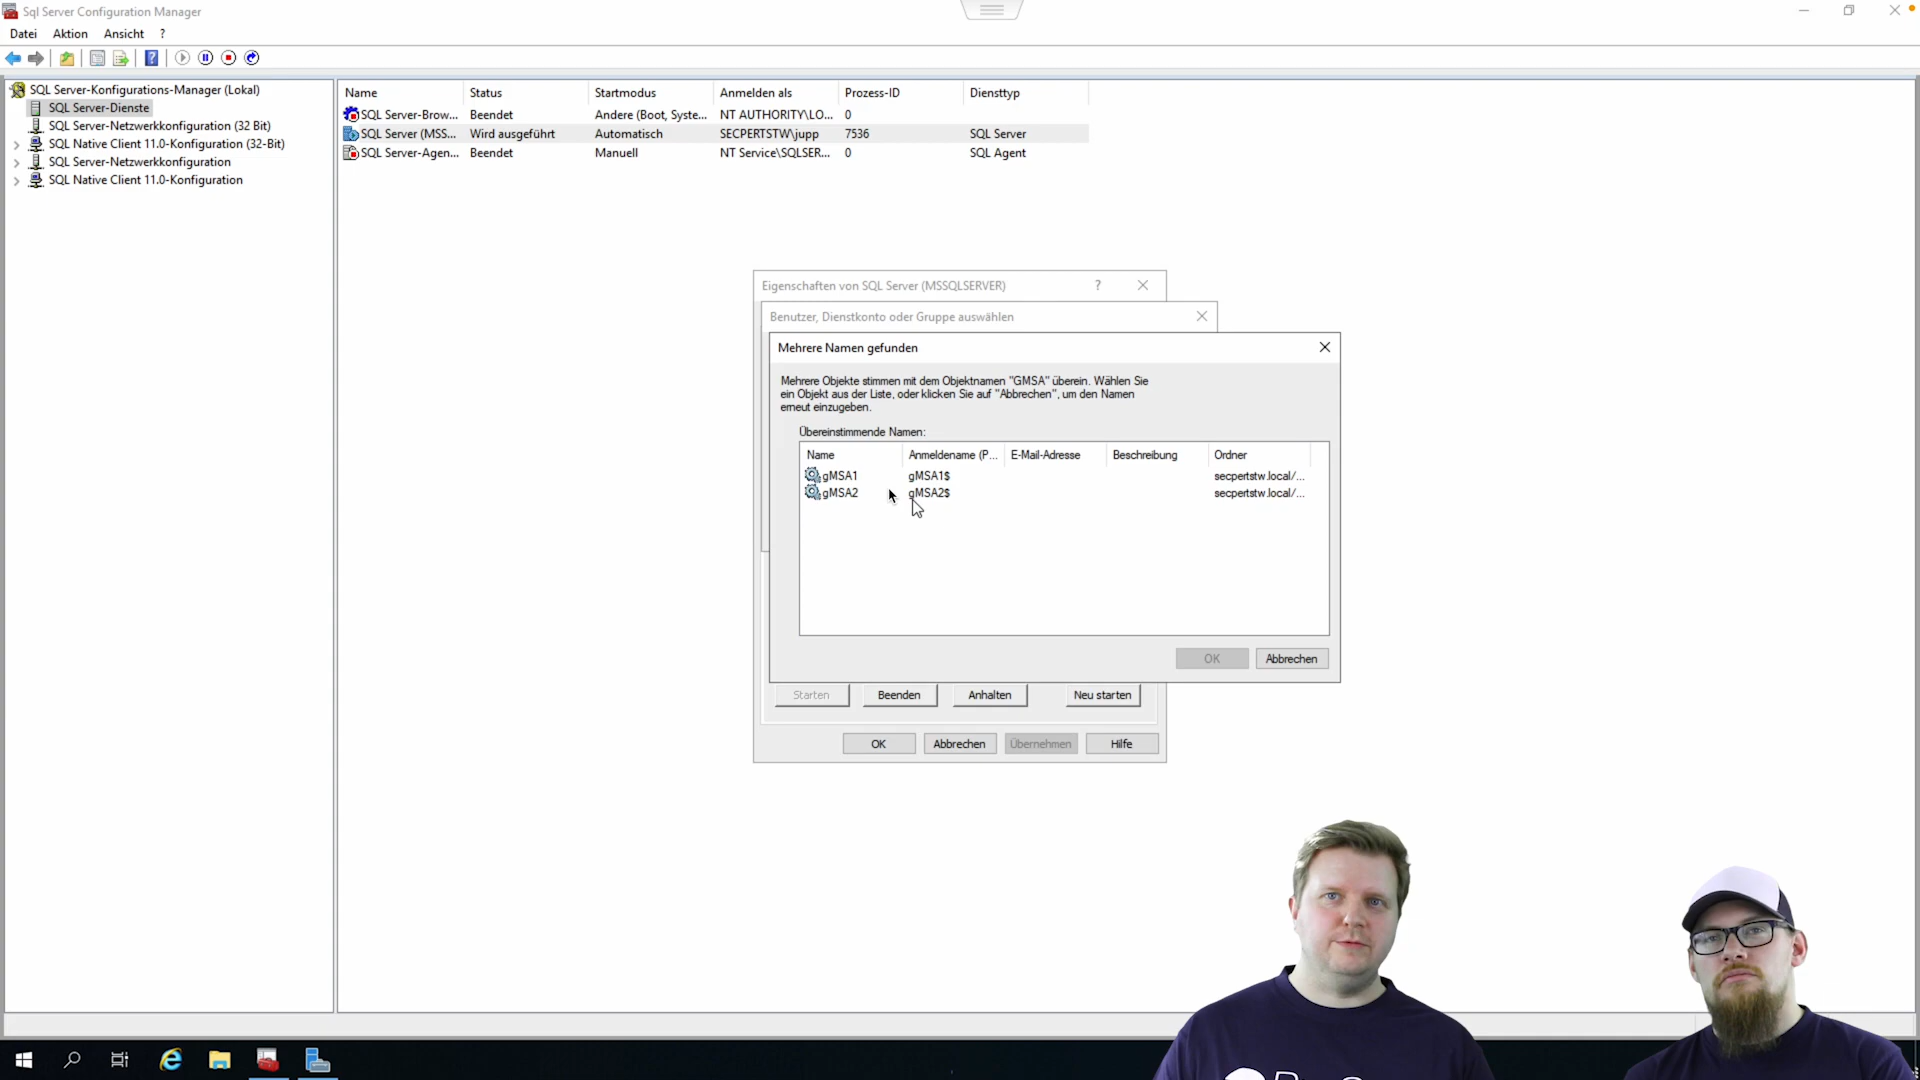 Sql Server Configuration Manager
Datei Aktion Ansicht ?
SQL Server-Konfigurations-Manager (Lokal)
SQL Server-Dienste
SQL Server-Netzwerkkonfiguration (32 Bit)
SQL Native Client 11.0-Konfiguration (32-Bit)
SQL Server-Netzwerkkonfiguration
SQL Native Client 11.0-Konfiguration
Name Status Startmodus Anmelden als Prozess-ID Diensttyp
SQL Server-Brow... Beendet Andere (Boot, Syste... NT AUTHORITY\LO... 0
SQL Server (MSS... Wird ausgeführt Automatisch SECPERTSTW\jupp 7536 SQL Server
SQL Server-Agen... Beendet Manuell NT Service\SQLSER... 0 SQL Agent
Eigenschaften von SQL Server (MSSQLSERVER) ?
Benutzer, Dienstkonto oder Gruppe auswählen
Mehrere Namen gefunden
Mehrere Objekte stimmen mit dem Objektnamen "GMSA" überein. Wählen Sie
ein Objekt aus der Liste, oder klicken Sie auf "Abbrechen", um den Namen
erneut einzugeben.
Übereinstimmende Namen:
Name Anmeldename (P... E-Mail-Adresse Beschreibung Ordner
gMSA1 gMSA1$ secpertstw.local/...
gMSA2 gMSA2$ secpertstw.local/...
OK Abbrechen
Starten Beenden Anhalten Neu starten
OK Abbrechen Übernehmen Hilfe